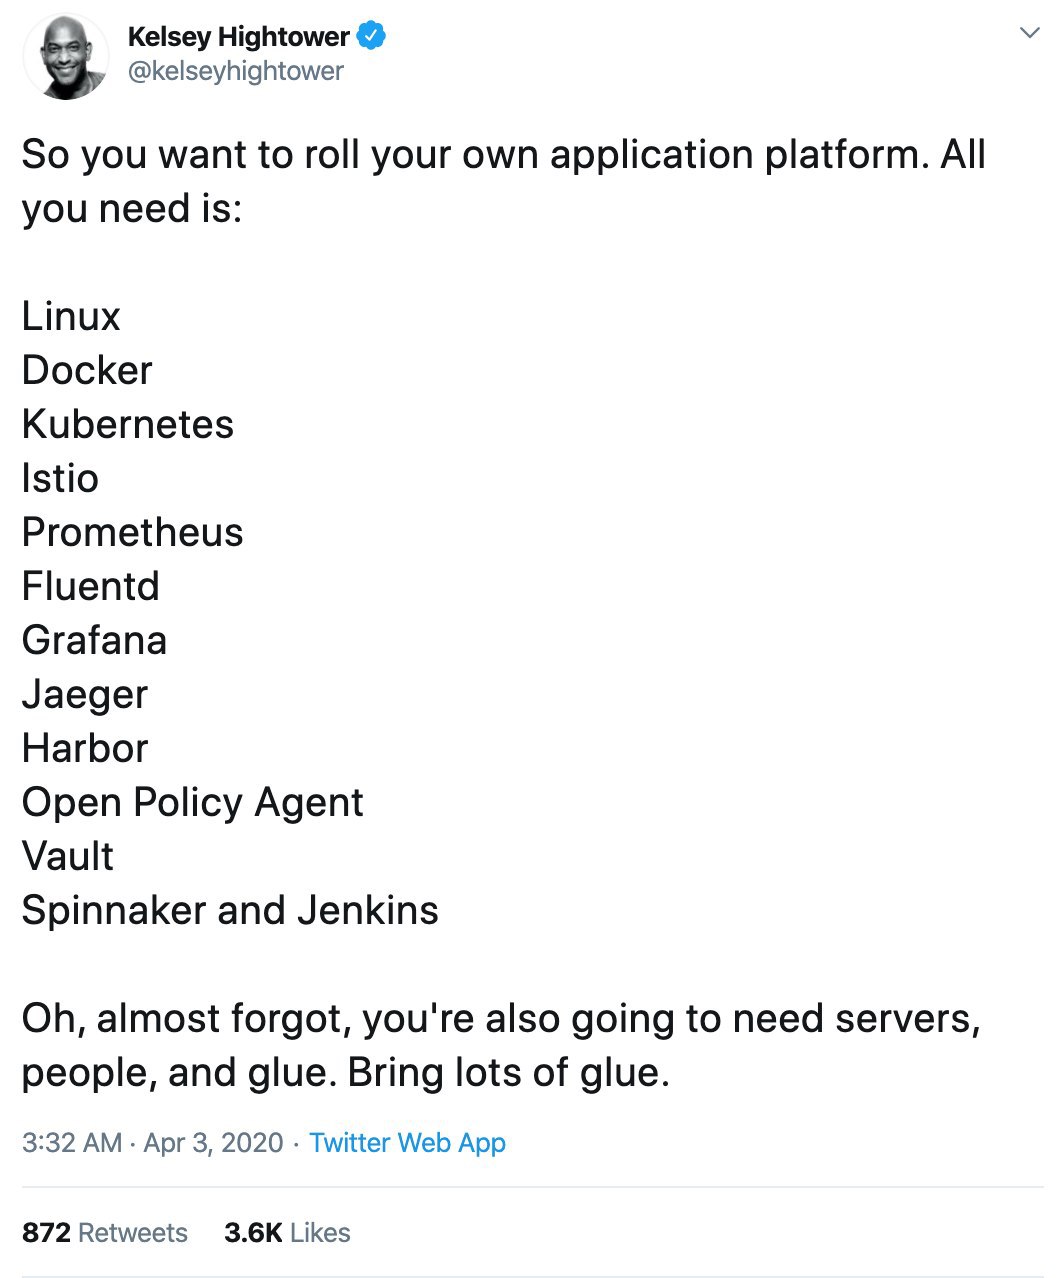 Kelsey Hightower
@kelseyhightower
So you want to roll your own application platform. All
you need is:
Linux
Docker
Kubernetes
Istio
Prometheus
Fluentd
Grafana
Jaeger
Harbor
Open Policy Agent
Vault
Spinnaker and Jenkins
Oh, almost forgot, you're also going to need servers,
people, and glue. Bring lots of glue.
3:32 AM · Apr 3, 2020 · Twitter Web App
872 Retweets 3.6K Likes